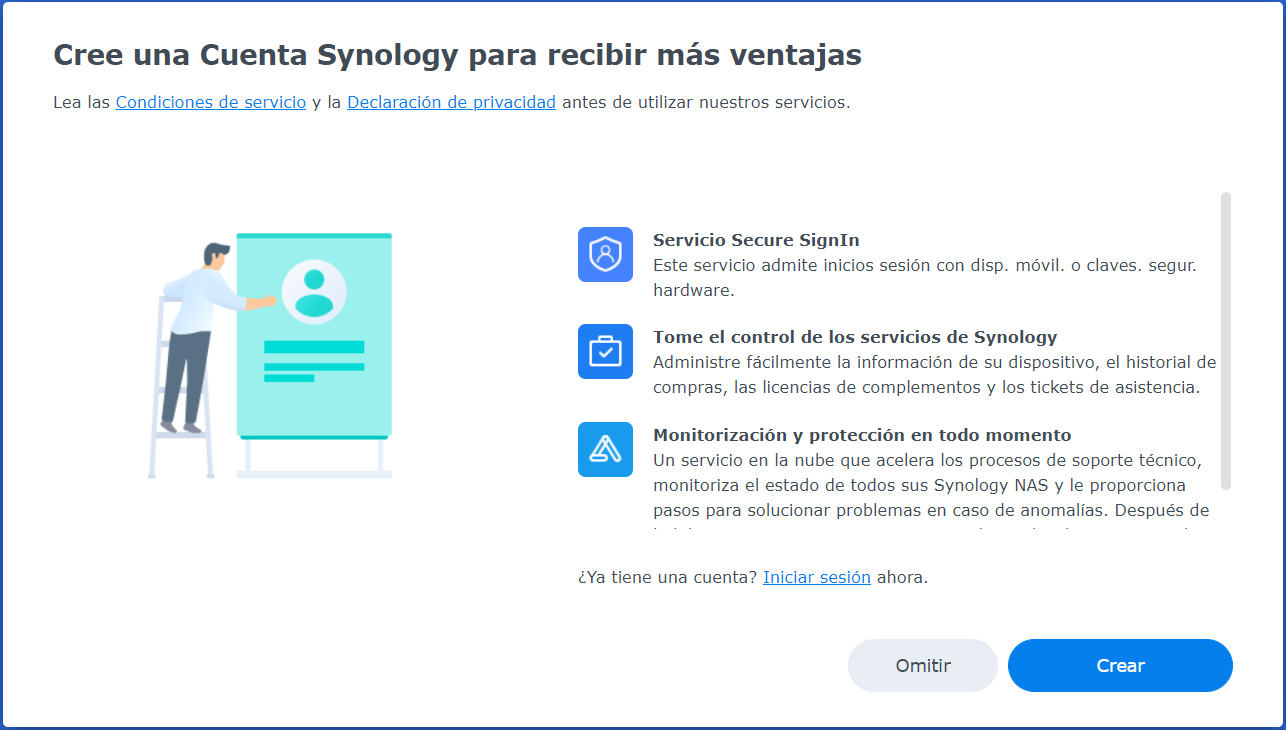 Cree una Cuenta Synology para recibir más ventajas
Lea las Condiciones de servicio y la Declaración de privacidad antes de utilizar nuestros servicios.
Servicio Secure SignIn
Este servicio admite inicios sesión con disp. móvil. o claves. segur.
hardware.
Tome el control de los servicios de Synology
Administre fácilmente la información de su dispositivo, el historial de
compras, las licencias de complementos y los tickets de asistencia.
Monitorización y protección en todo momento
Un servicio en la nube que acelera los procesos de soporte técnico,
monitoriza el estado de todos sus Synology NAS y le proporciona
pasos para solucionar problemas en caso de anomalías. Después de
¿Ya tiene una cuenta? Iniciar sesión ahora.
Omitir
Crear